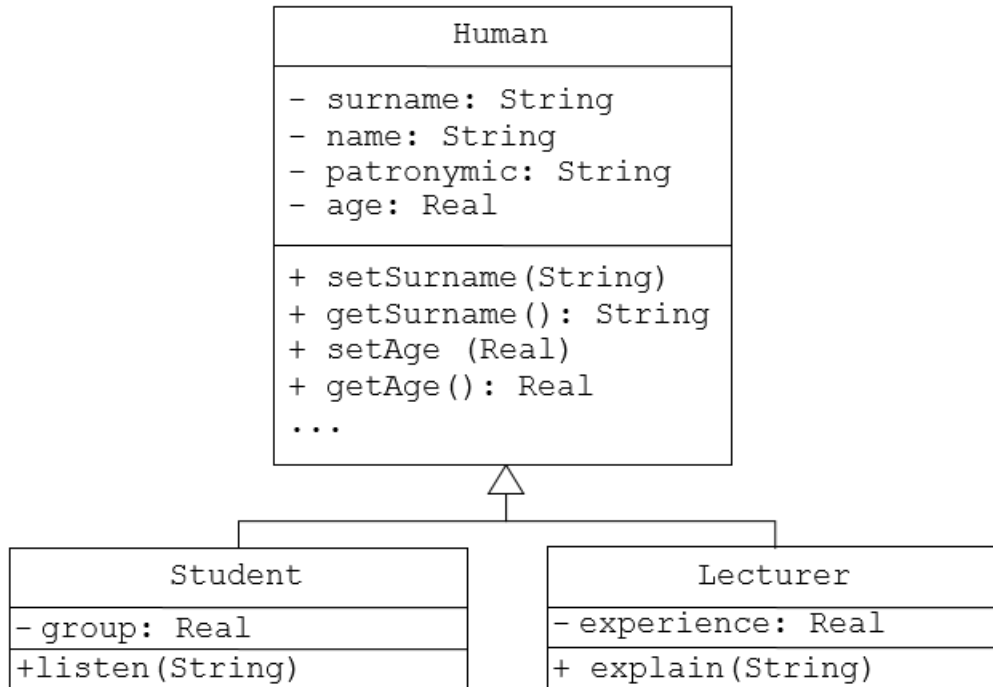 Human
- surname: String
- name: String
- patronymic: String
- age: Real
+ setSurname(String)
+ getSurname(): String
+ setAge (Real)
+ getAge(): Real
...
Student
- group: Real
+listen(String)
Lecturer
- experience: Real
+ explain(String)